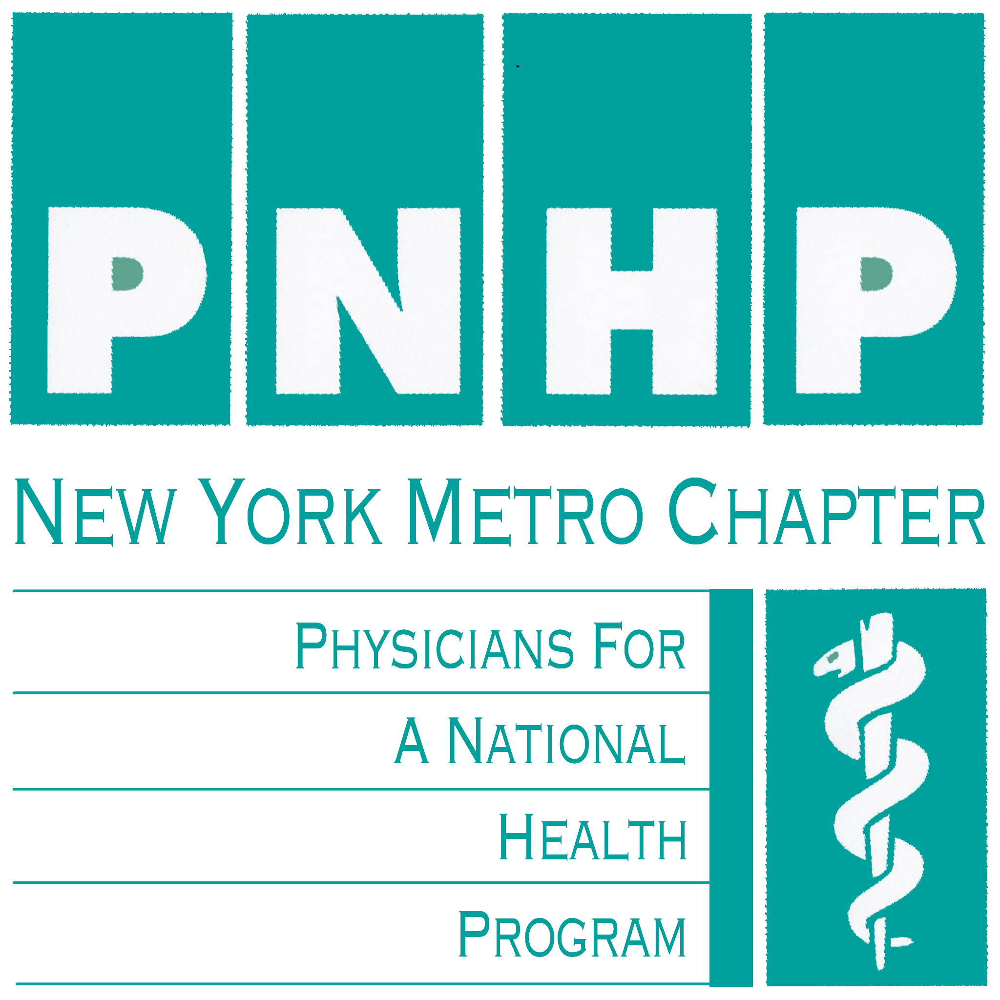 PNHP
New York Metro Chapter
Physicians For
A National
Health
Program